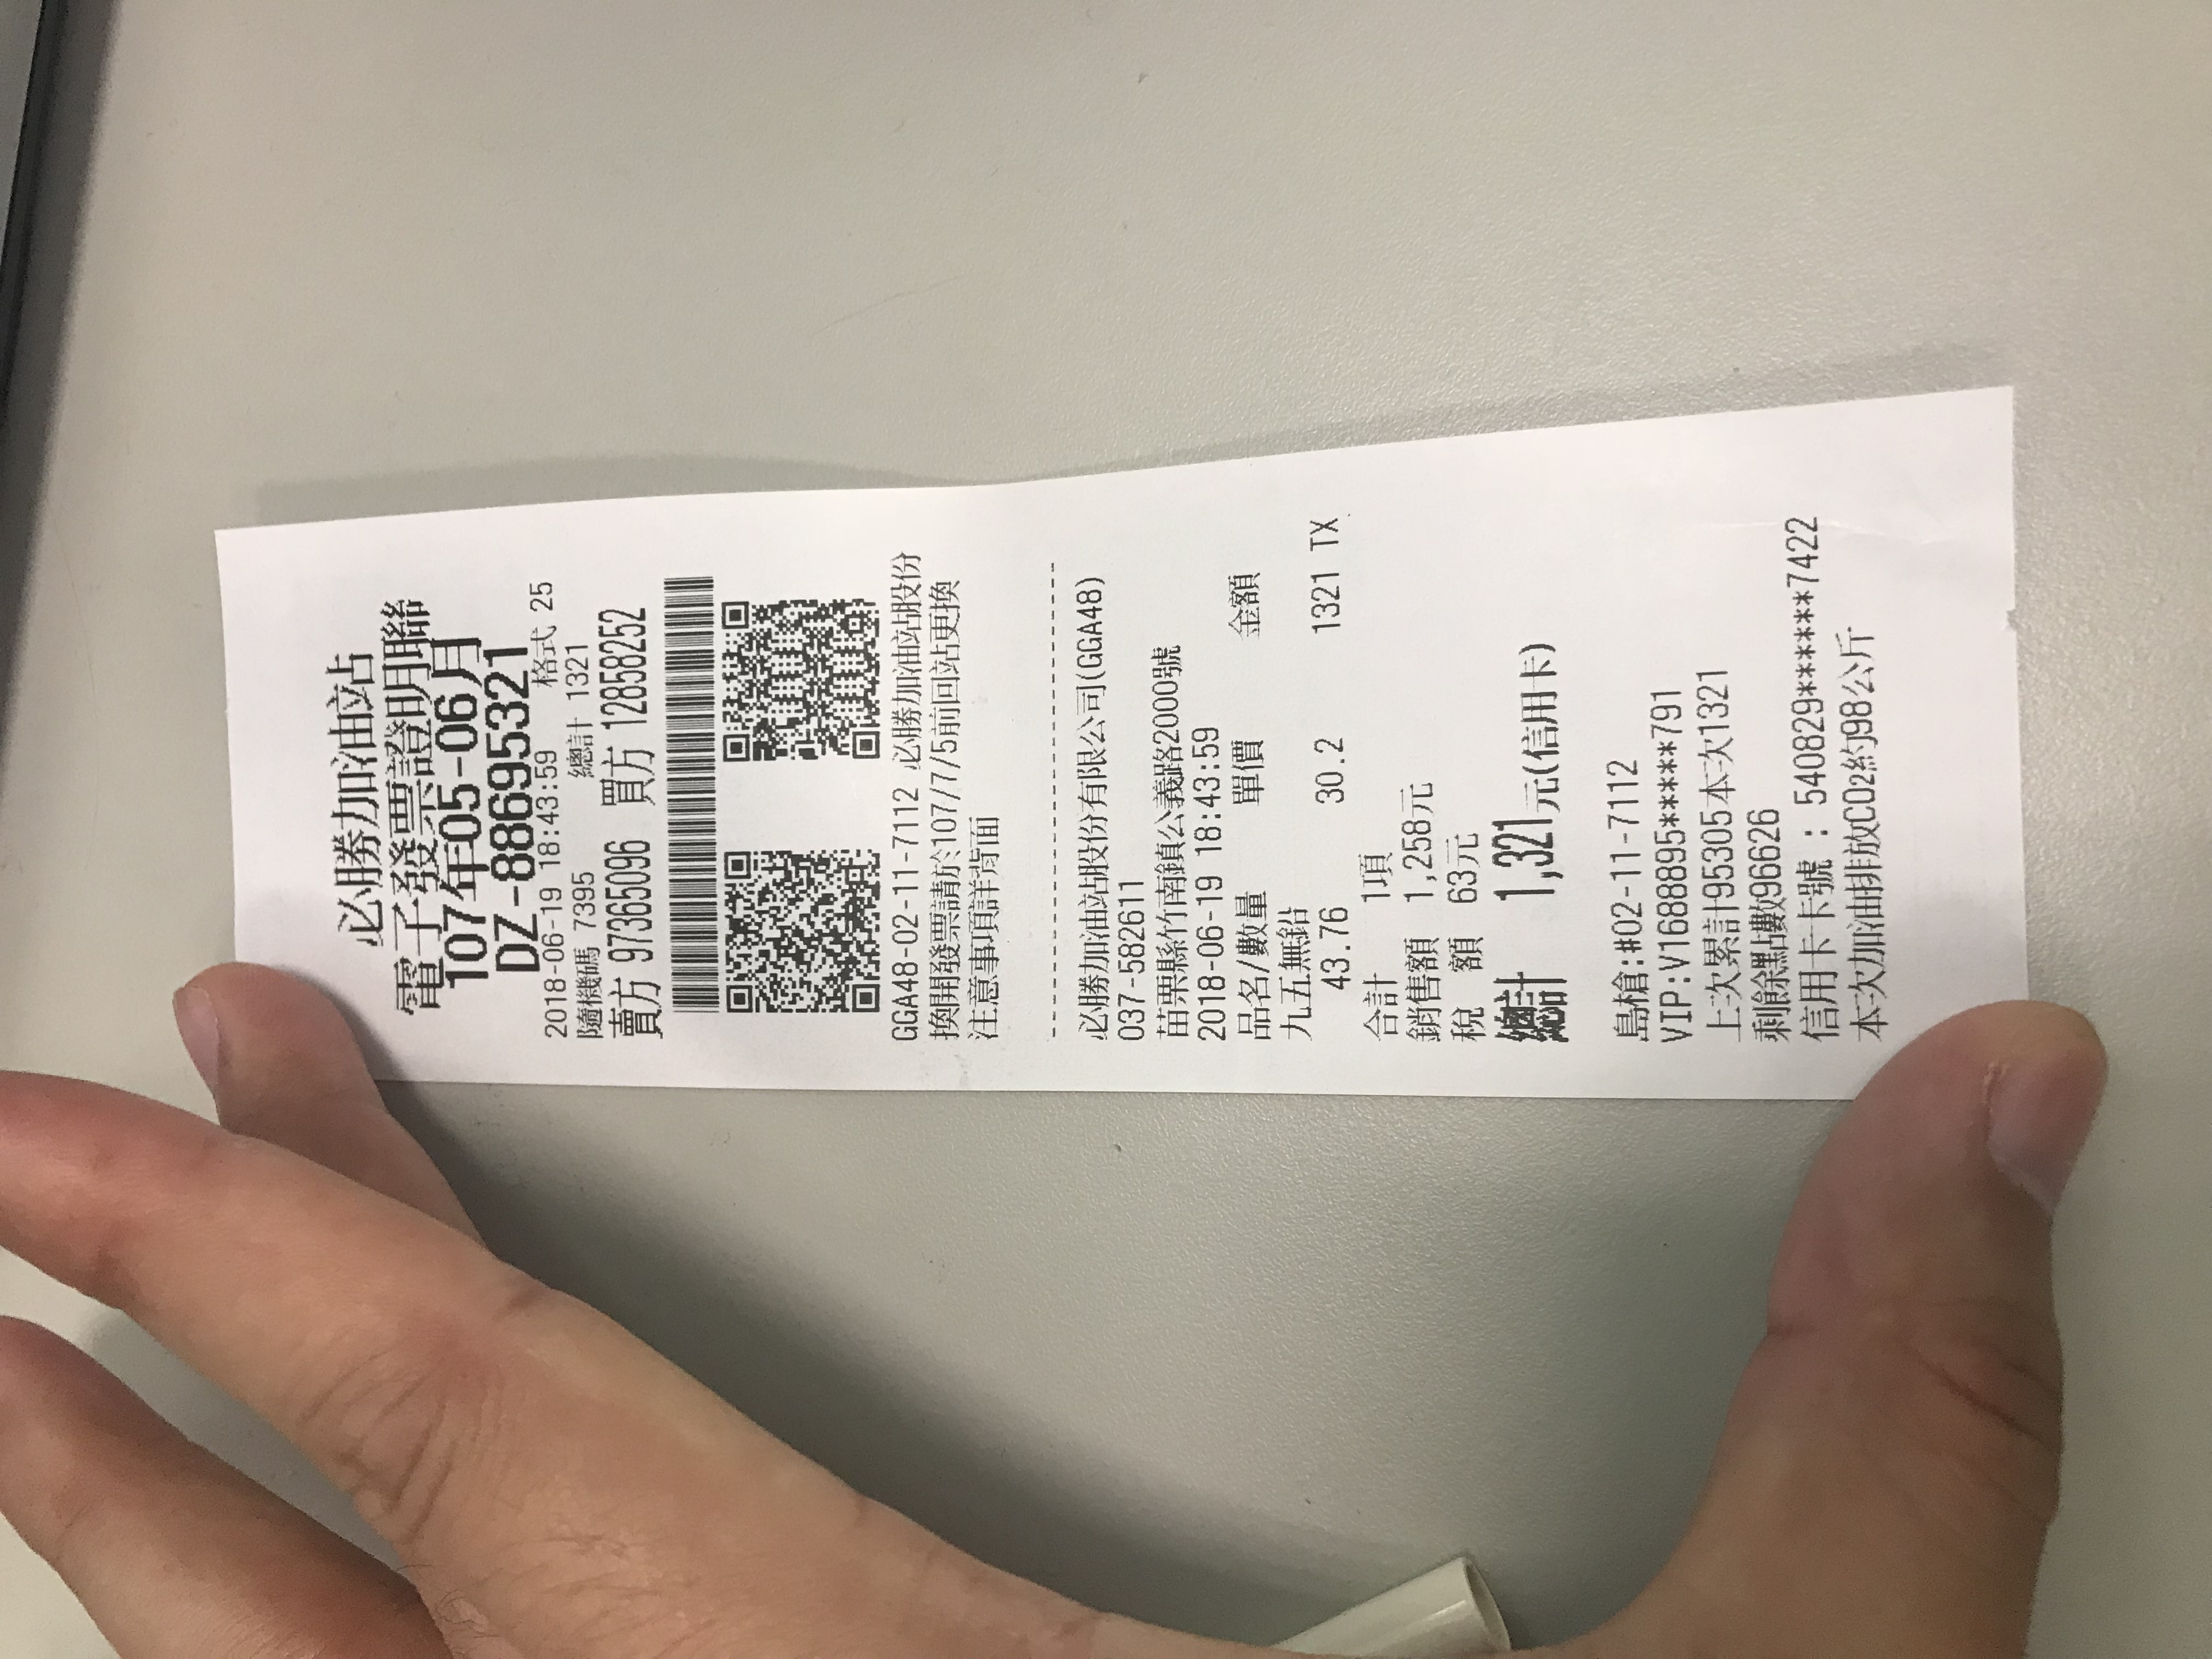 必勝加油站
電子發票證明聯
107年05-06月
DZ-88695321
2018-06-19 18:43:59 格式 25
隨機碼 7395 總計 1321
賣方 97365096 買方 12858252
GGA48-02-11-7112 必勝加油站股份
換開發票請於107/7/5前回站更換
注意事項詳背面
-----------------------------
必勝加油站股份有限公司(GGA48)
037-582611
苗栗縣竹南鎮公義路2000號
2018-06-19 18:43:59
品名/數量 單價 金額
九五無鉛
43.76 30.2 1321 TX
合計 1項
銷售額 1,258元
稅 額 63元
總計 1,321元(信用卡)
島槍:#02-11-7112
VIP:V1688895*****791
上次累計95305本次1321
剩餘點數96626
信用卡卡號 : 540829******7422
本次加油排放CO2約98公斤